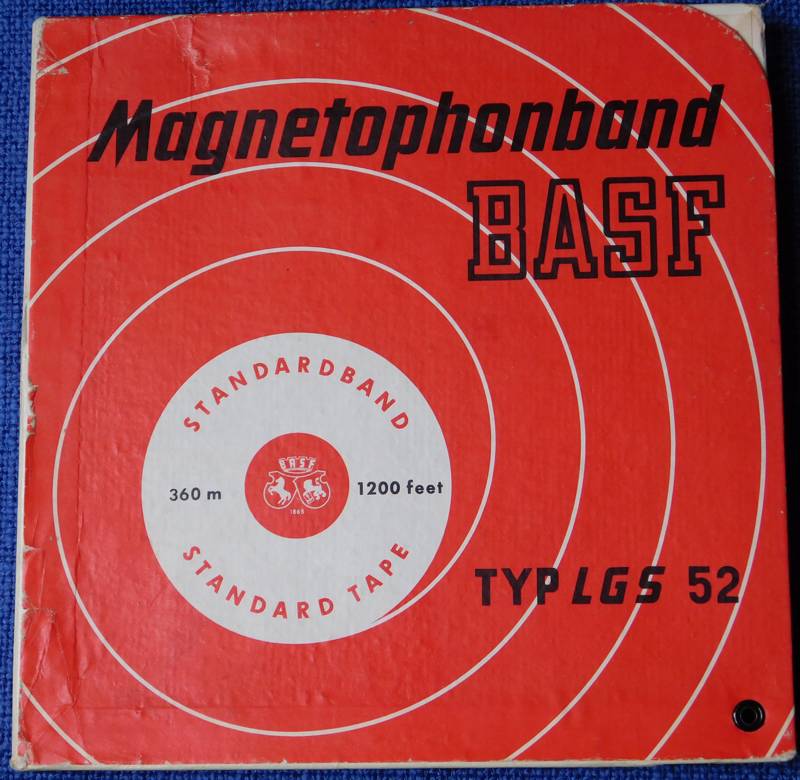 Magnetophonband
BASF
STANDARDBAND
BASF
360 m
1200 feet
1865
STANDARD TAPE
TYP LGS 52